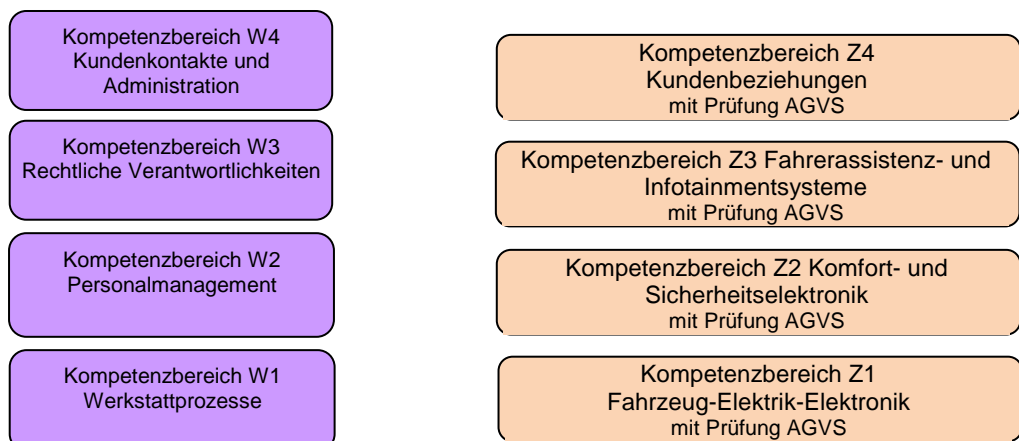 Kompetenzbereich W4
Kundenkontakte und
Administration
Kompetenzbereich W3
Rechtliche Verantwortlichkeiten
Kompetenzbereich W2
Personalmanagement
Kompetenzbereich W1
Werkstattprozesse
Kompetenzbereich Z4
Kundenbeziehungen
mit Prüfung AGVS
Kompetenzbereich Z3 Fahrerassistenz- und
Infotainmentsysteme
mit Prüfung AGVS
Kompetenzbereich Z2 Komfort- und
Sicherheitselektronik
mit Prüfung AGVS
Kompetenzbereich Z1
Fahrzeug-Elektrik-Elektronik
mit Prüfung AGVS